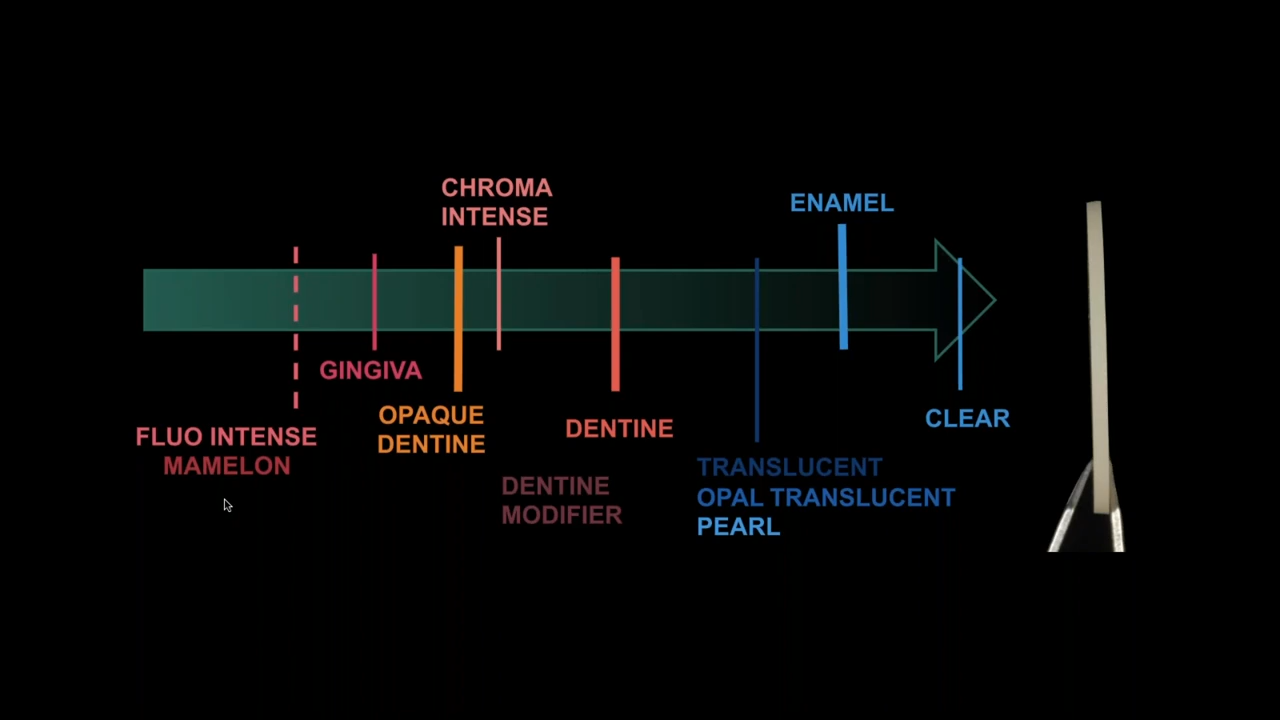 CHROMA
INTENSE
ENAMEL
GINGIVA
OPAQUE
DENTINE
DENTINE
CLEAR
FLUO INTENSE
MAMELON
DENTINE
MODIFIER
TRANSLUCENT
OPAL TRANSLUCENT
PEARL